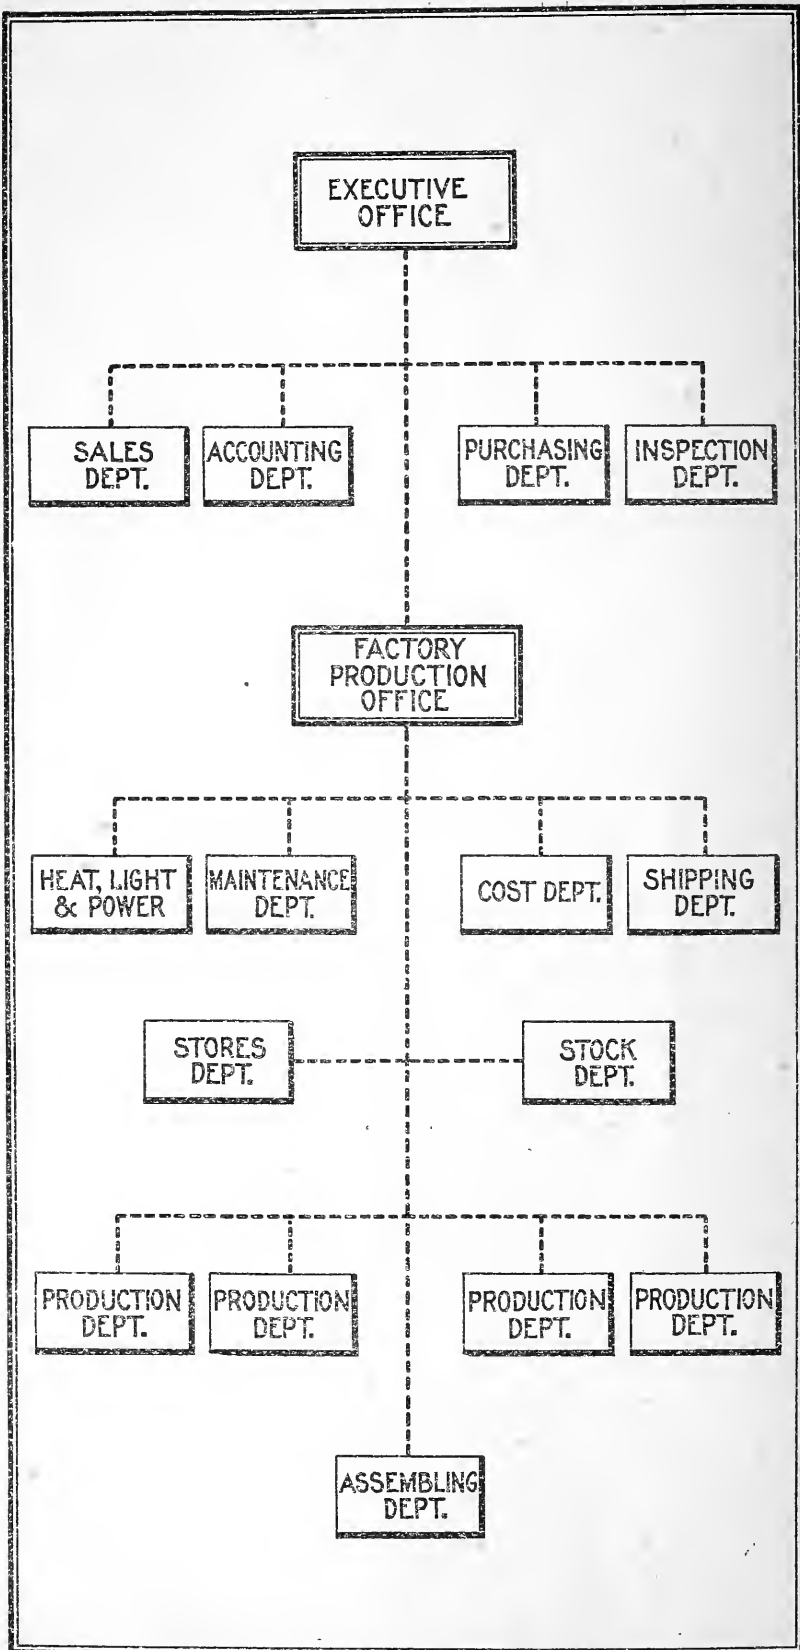 EXECUTIVE
OFFICE
SALES
DEPT.
ACCOUNTING
DEPT.
PURCHASING
DEPT.
INSPECTION
DEPT.
FACTORY
PRODUCTION
OFFICE
HEAT, LIGHT
& POWER
MAINTENANCE
DEPT.
COST DEPT.
SHIPPING
DEPT.
STORES
DEPT.
STOCK
DEPT.
PRODUCTION
DEPT.
PRODUCTION
DEPT.
PRODUCTION
DEPT.
PRODUCTION
DEPT.
ASSEMBLING
DEPT.